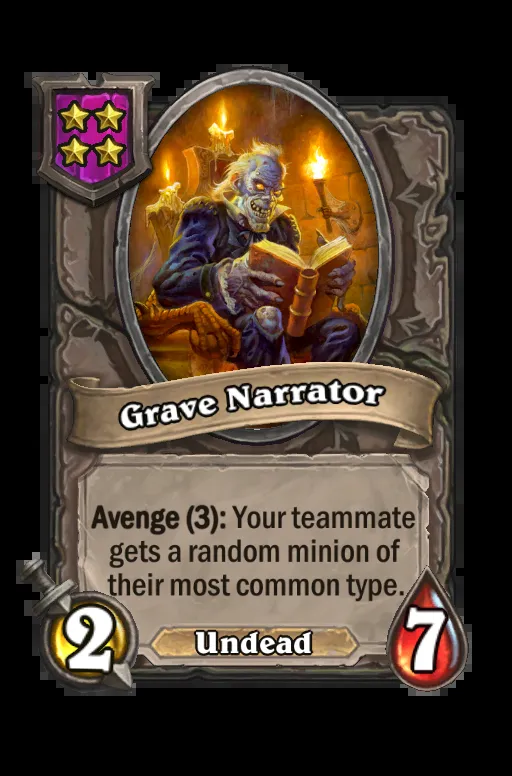 Grave Narrator
Avenge (3): Your teammate
gets a random minion of
their most common type.
2
Undead
7